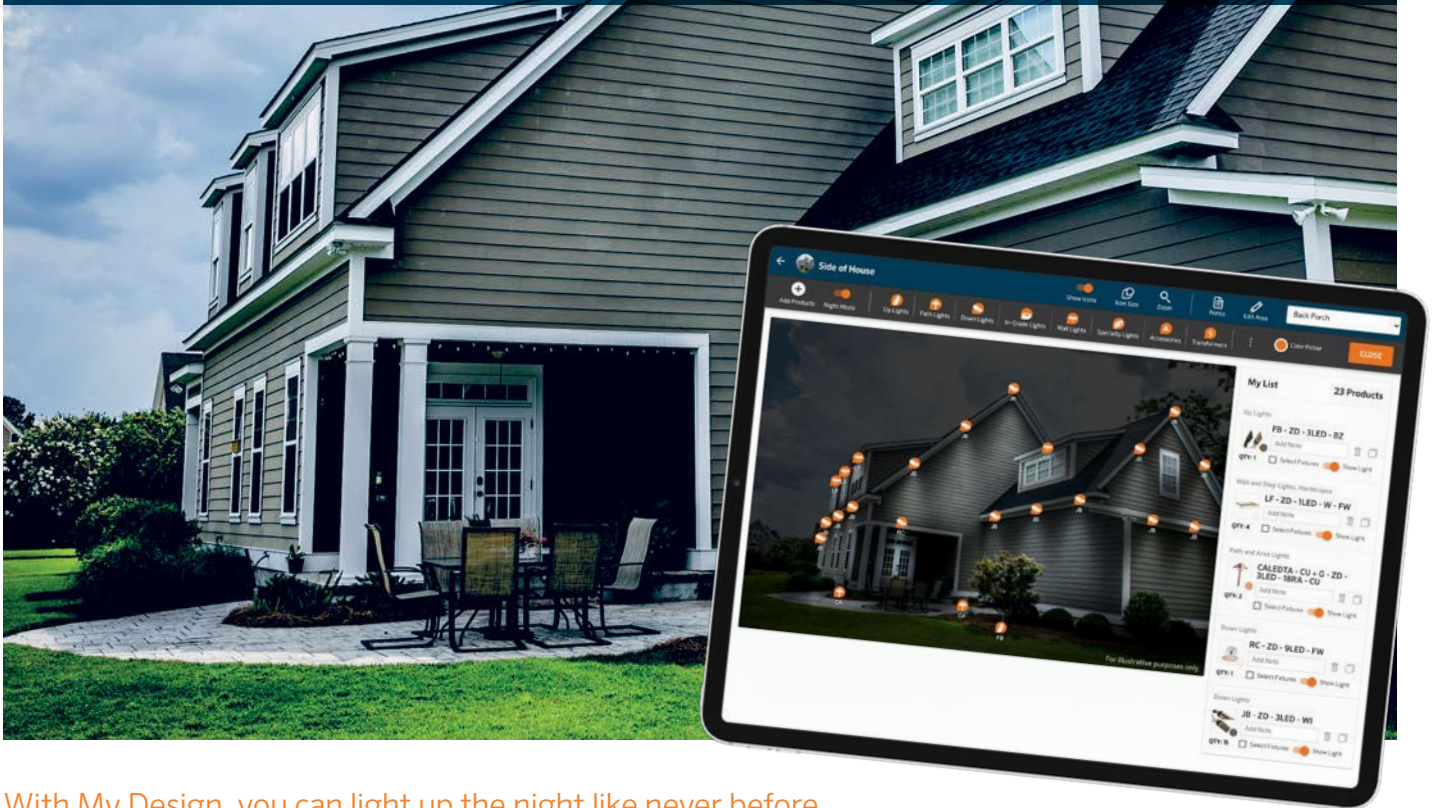 Side of House
Show Icons
Icon Size
Zoom
Notes
Edit Area
Back Porch
Add Products
Night Mode
Up Lights
Path Lights
Down Lights
In-Grade Lights
Wall Lights
Specialty Lights
Accessories
Transformers
Color Picker
CLOSE
My List 23 Products
Up Lights
FB - ZD - 3LED - BZ
Add Note
QTY: 1 Select Fixtures Show Light
Wall and Step Lights, Hardscapes
LF - ZD - 1LED - W - FW
Add Note
QTY: 4 Select Fixtures Show Light
Path and Area Lights
CALEDTA - CU + G - ZD -
3LED - 18RA - CU
Add Note
QTY: 2 Select Fixtures Show Light
Down Lights
RC - ZD - 9LED - FW
Add Note
QTY: 1 Select Fixtures Show Light
Down Lights
JB - ZD - 3LED - WI
Add Note
QTY: 15 Select Fixtures Show Light
CA
CA
FB
For illustrative purposes only.
With My Design, you can light up the night like never before